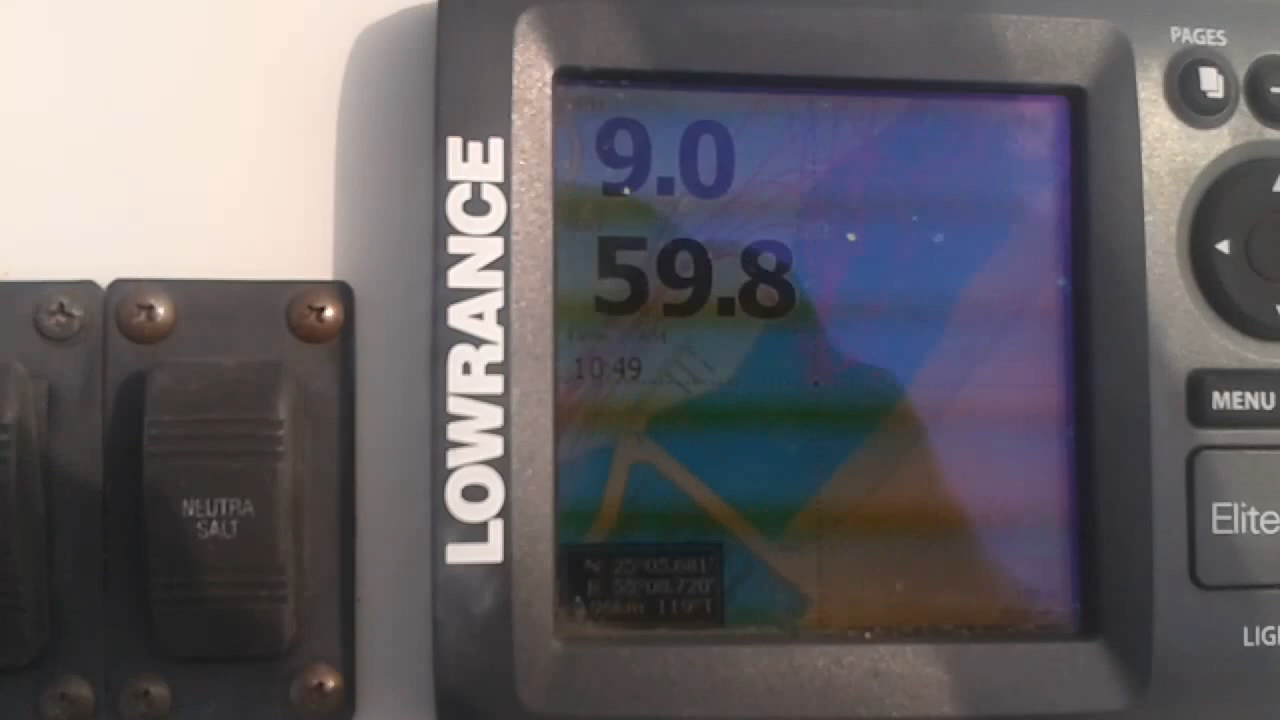 PAGES
9.0
59.8
10:49
LOWRANCE
MENU
NEUTRA
SALT
Elite
N 25°05.681'
E 55°08.720'
119°T